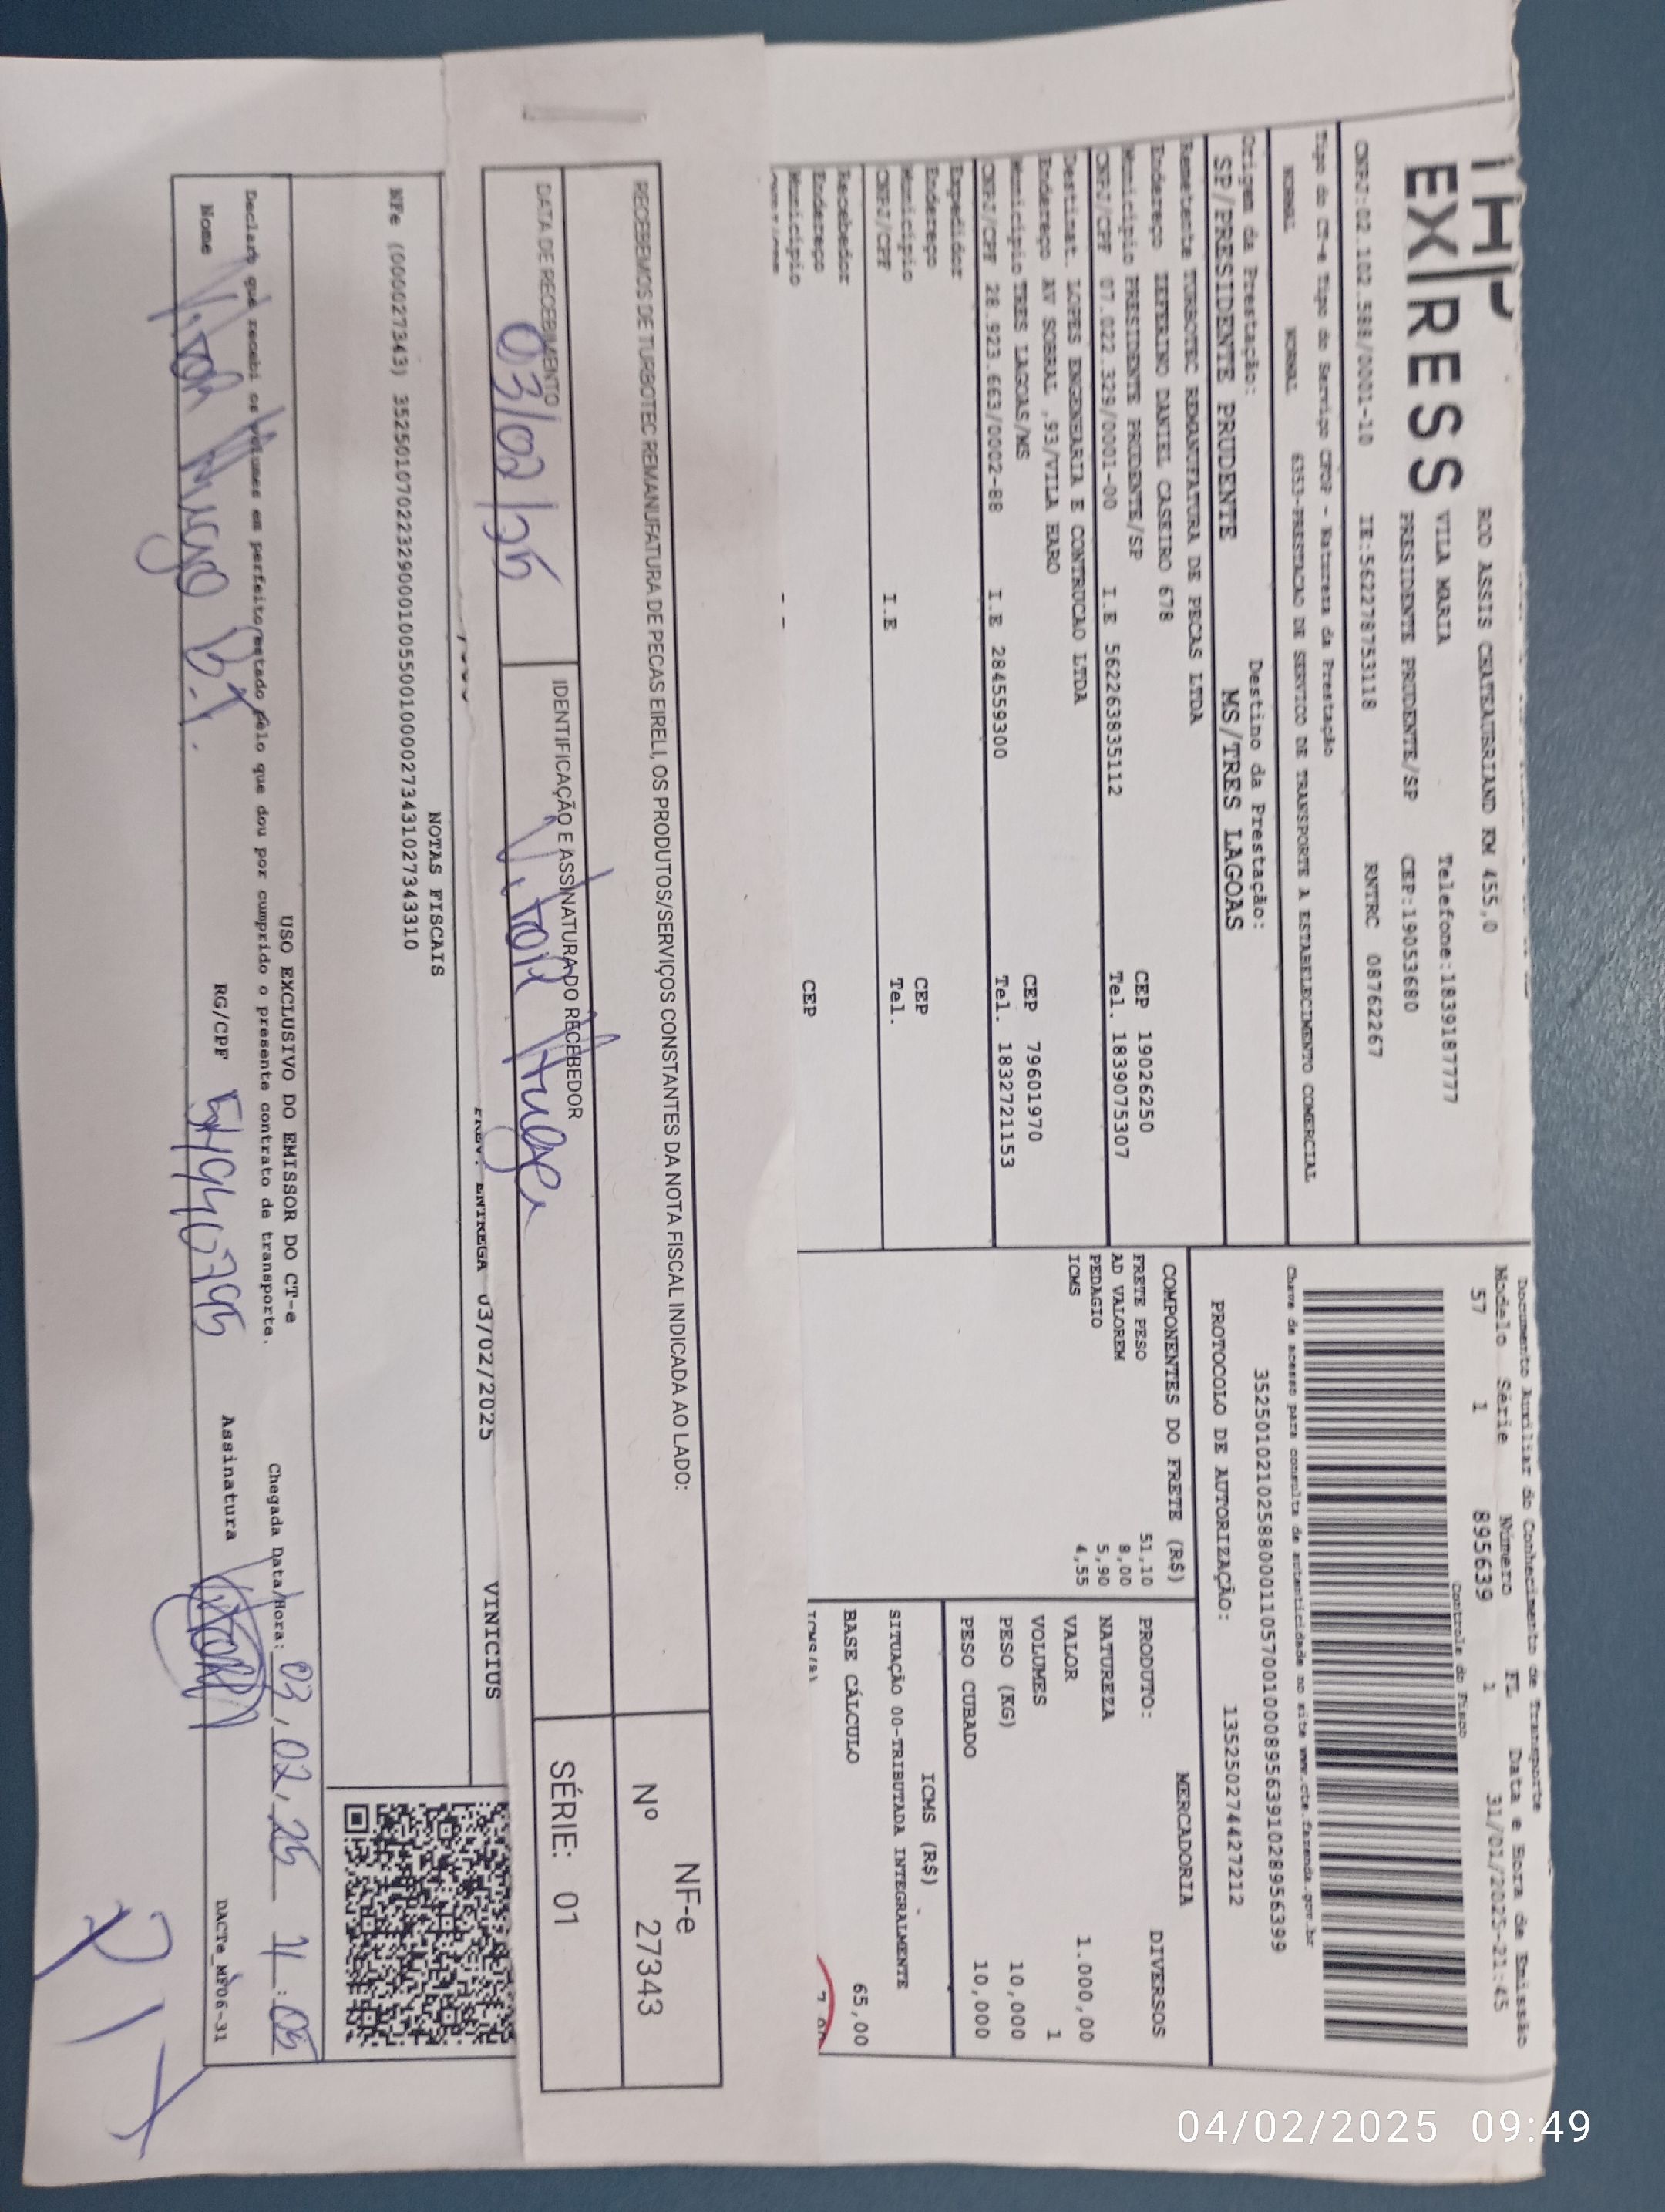 EXPRESS
ROD ASSIS CHATEAUBRIAND KM 455,0
VILA MARIA Telefone:1839187777
PRESIDENTE PRUDENTE/SP CEP:19053680
CNPJ:02.102.588/0001-10 IE:562278753118 RNTRC 08762267
Tipo do CT-e Tipo do Serviço CFOP - Natureza da Prestação
NORMAL NORMAL 6353-PRESTACAO DE SERVICO DE TRANSPORTE A ESTABELECIMENTO COMERCIAL
Origem da Prestação: Destino da Prestação:
SP/PRESIDENTE PRUDENTE MS/TRES LAGOAS
Remetente TURBOTEC REMANUFATURA DE PECAS LTDA
Endereço ZEFERINO DANIEL CASEIRO 678
Município PRESIDENTE PRUDENTE/SP CEP 19026250
CNPJ/CPF 07.022.329/0001-00 I.E 562263835112 Tel. 1839075307
Destinat. LOPES ENGENHARIA E CONTRUCAO LTDA
Endereço AV SOBRAL ,93/VILA HARO
Município TRES LAGOAS/MS CEP 79601970
CNPJ/CPF 28.923.663/0002-88 I.E 284559300 Tel. 1832721153
Expedidor
Endereço
Município CEP
CNPJ/CPF I.E Tel.
Recebedor
Endereço
Município CEP
Documento Auxiliar do Conhecimento de Transporte
Modelo Série Número FL Data e Hora de Emissão
57 1 895639 1 31/01/2025-21:45
Controle do Fisco
Chave de acesso para consulta de autenticidade no site www.cte.fazenda.gov.br
35250102102588000110570010008956391028956399
PROTOCOLO DE AUTORIZAÇÃO: 135250274427212
COMPONENTES DO FRETE (R$)
FRETE PESO 51,10
AD VALOREM 8,00
PEDAGIO 5,90
ICMS 4,55
MERCADORIA
PRODUTO: DIVERSOS
NATUREZA
VALOR 1.000,00
VOLUMES 1
PESO (KG) 10,000
PESO CUBADO 10,000
ICMS (R$)
SITUAÇÃO 00-TRIBUTADA INTEGRALMENTE
BASE CÁLCULO 65,00
RECEBEMOS DE TURBOTEC REMANUFATURA DE PECAS EIRELI, OS PRODUTOS/SERVIÇOS CONSTANTES DA NOTA FISCAL INDICADA AO LADO:
DATA DE RECEBIMENTO
03/02/25
IDENTIFICAÇÃO E ASSINATURA DO RECEBEDOR
Vitor Hugo
NF-e
Nº 27343
SÉRIE: 01
PREV. ENTREGA 03/02/2025 VINICIUS
NOTAS FISCAIS
NFe (000027343) 35250107022329000100550010000273431027343310
USO EXCLUSIVO DO EMISSOR DO CT-e
Declaro que recebi os volumes em perfeito estado pelo que dou por cumprido o presente contrato de transporte.
Chegada Data/Hora: 03,02,25 11:05
Nome Vitor Hugo
RG/CPF
Assinatura
DACTe_MF06-31
04/02/2025 09:49